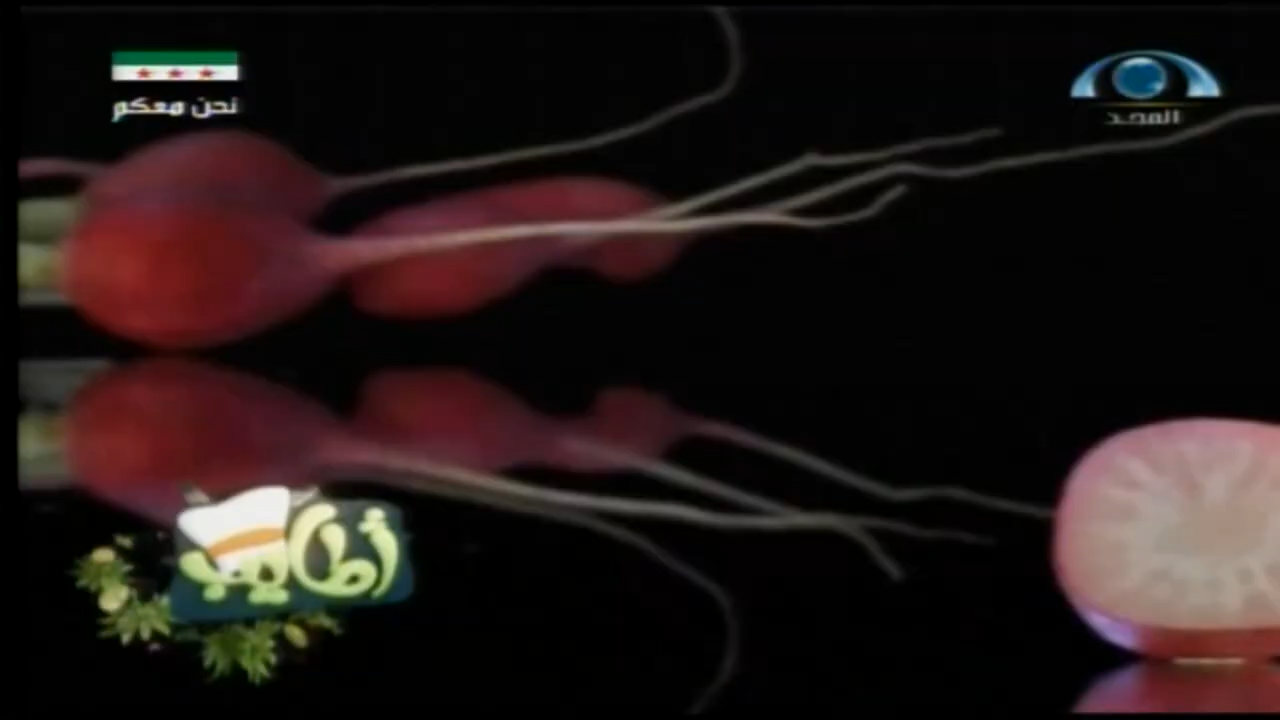 نحن معكم
المجد
أطايب